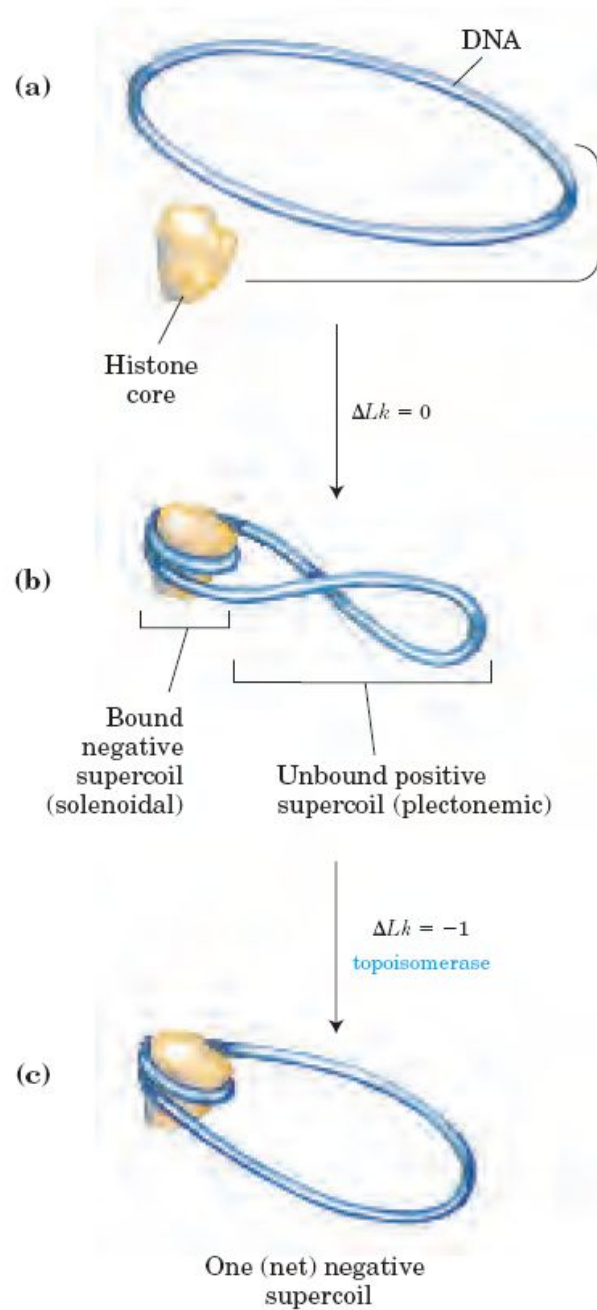 (a)
DNA
Histone
core
ΔLk = 0
(b)
Bound
negative
supercoil
(solenoidal)
Unbound positive
supercoil (plectonemic)
ΔLk = −1
topoisomerase
(c)
One (net) negative
supercoil